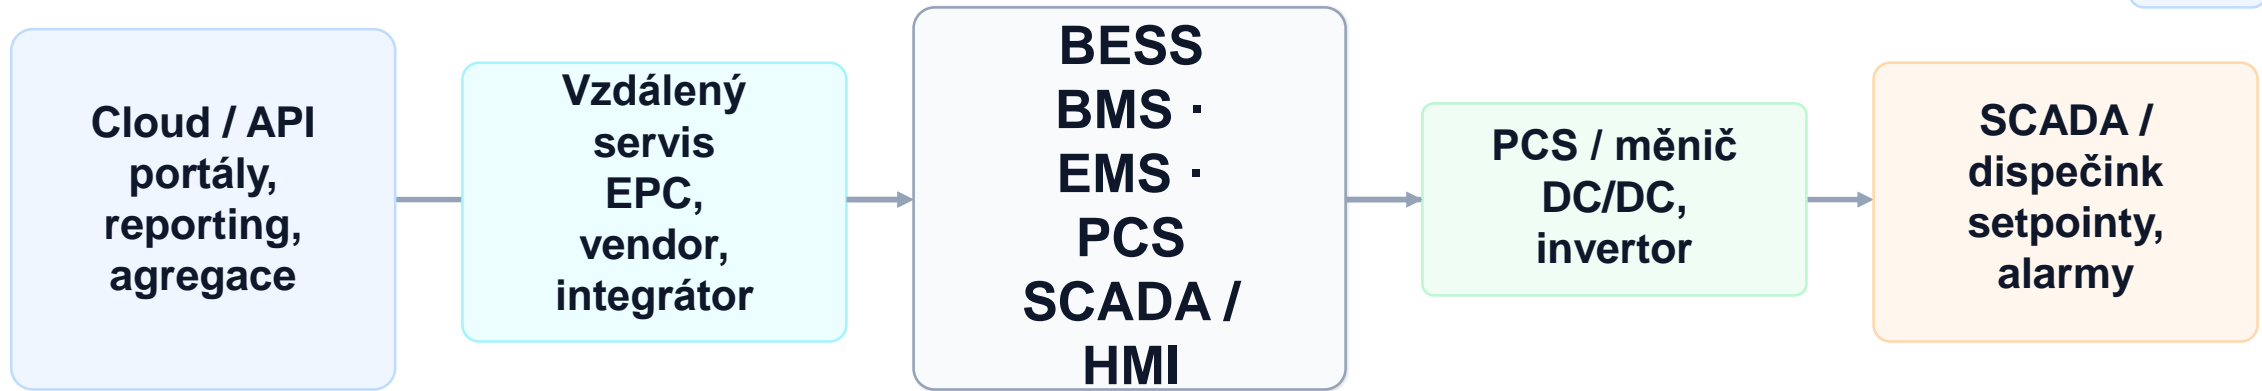 Cloud / API
portály,
reporting,
agregace
Vzdálený
servis
EPC,
vendor,
integrátor
BESS
BMS ·
EMS ·
PCS
SCADA /
HMI
PCS / měnič
DC/DC,
invertor
SCADA /
dispečink
setpointy,
alarmy